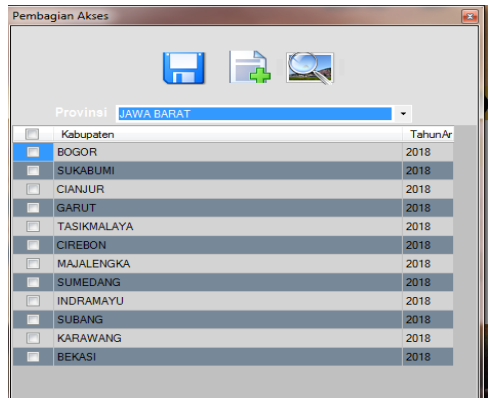 Pembagian Akses
Provinsi JAWA BARAT
Kabupaten TahunAr
BOGOR 2018
SUKABUMI 2018
CIANJUR 2018
GARUT 2018
TASIKMALAYA 2018
CIREBON 2018
MAJALENGKA 2018
SUMEDANG 2018
INDRAMAYU 2018
SUBANG 2018
KARAWANG 2018
BEKASI 2018